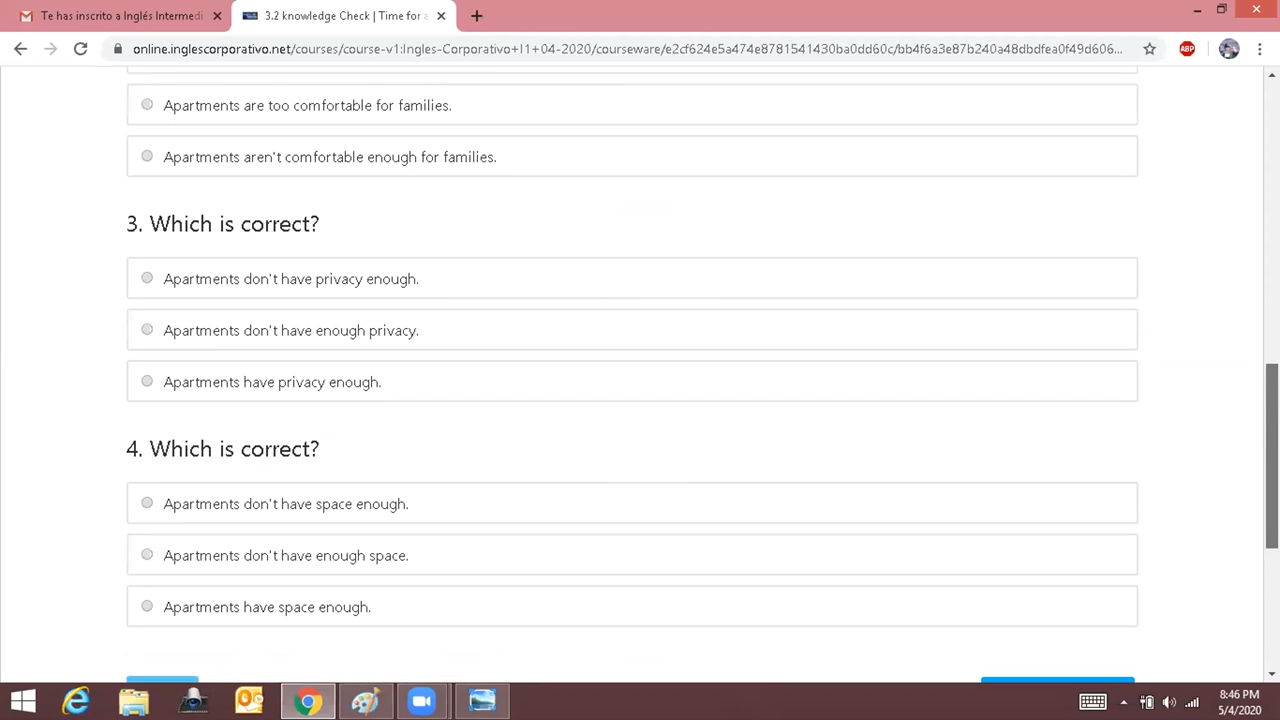 Te has inscrito a Inglés Intermedi
3.2 knowledge Check | Time for a
online.inglescorporativo.net/courses/course-v1:Ingles-Corporativo+I1+04-2020/courseware/e2cf624e5a474e8781541430ba0dd60c/bb4f6a3e87b240a48dbdfea0f49d606...
ABP
Apartments are too comfortable for families.
Apartments aren't comfortable enough for families.
3. Which is correct?
Apartments don't have privacy enough.
Apartments don't have enough privacy.
Apartments have privacy enough.
4. Which is correct?
Apartments don't have space enough.
Apartments don't have enough space.
Apartments have space enough.
8:46 PM
5/4/2020